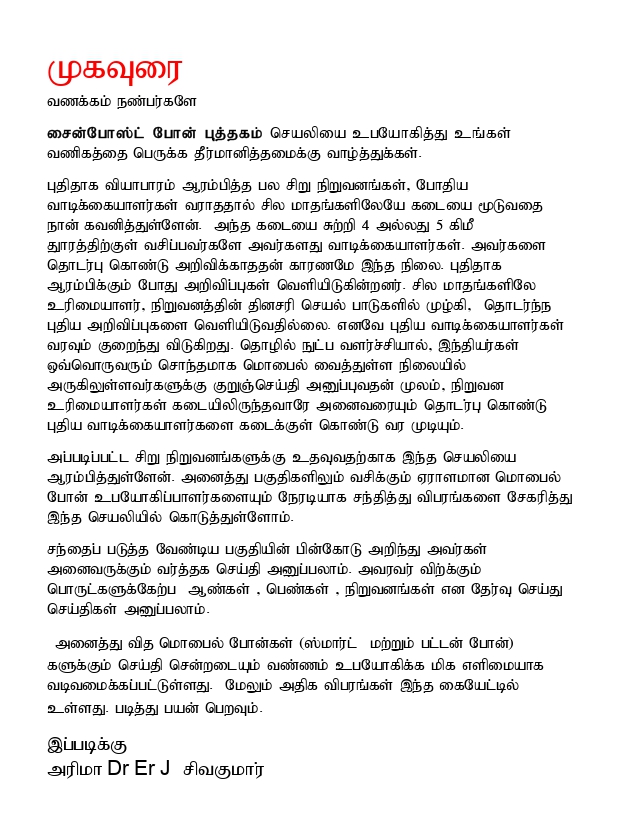 முகவுரை
வணக்கம் நண்பர்களே
சைன்போஸ்ட் போன் புத்தகம் செயலியை உபயோகித்து உங்கள்
வணிகத்தை பெருக்க தீர்மானித்தமைக்கு வாழ்த்துக்கள்.
புதிதாக வியாபாரம் ஆரம்பித்த பல சிறு நிறுவனங்கள், போதிய
வாடிக்கையாளர்கள் வராததால் சில மாதங்களிலேயே கடையை மூடுவதை
நான் கவனித்துள்ளேன்.  அந்த கடையை சுற்றி 4 அல்லது 5 கிமீ
துாரத்திற்குள் வசிப்பவர்களே அவர்களது வாடிக்கையாளர்கள். அவர்களை
தொடர்பு கொண்டு அறிவிக்காததன் காரணமே இந்த நிலை. புதிதாக
ஆரம்பிக்கும் போது அறிவிப்புகள் வெளியிடுகின்றனர். சில மாதங்களிலே
உரிமையாளர், நிறுவனத்தின் தினசரி செயல் பாடுகளில் முழ்கி,  தொடர்ந்ந
புதிய அறிவிப்புகளை வெளியிடுவதில்லை. எனவே புதிய வாடிக்கையாளர்கள்
வரவும் குறைந்து விடுகிறது. தொழில் நுட்ப வளர்ச்சியால், இந்தியர்கள்
ஒவ்வொருவரும் சொந்தமாக மொபைல் வைத்துள்ள நிலையில்
அருகிலுள்ளவர்களுக்கு குறுஞ்செய்தி அனுப்புவதன் முலம், நிறுவன
உரிமையாளர்கள் கடையிலிருந்தவாரே அனைவரையும் தொடர்பு கொண்டு
புதிய வாடிக்கையாளர்களை கடைக்குள் கொண்டு வர முடியும்.
அப்படிப்பட்ட சிறு நிறுவனங்களுக்கு உதவுவதற்காக இந்த செயலியை
ஆரம்பித்துள்ளேன். அனைத்து பகுதிகளிலும் வசிக்கும் ஏராளமான மொபைல்
போன் உபயோகிப்பாளர்களையும் நேரடியாக சந்தித்து விபரங்களை சேகரித்து
இந்த செயலியில் கொடுத்துள்ளோம்.
சந்தைப் படுத்த வேண்டிய பகுதியின் பின்கோடு அறிந்து அவர்கள்
அனைவருக்கும் வர்த்தக செய்தி அனுப்பலாம். அவரவர் விற்க்கும்
பொருட்களுக்கேற்ப  ஆண்கள் , பெண்கள் , நிறுவனங்கள் என தேர்வு செய்து
செய்திகள் அனுப்பலாம்.
அனைத்து வித மொபைல் போன்கள் (ஸ்மார்ட்  மற்றும் பட்டன் போன்)
களுக்கும் செய்தி சென்றடையும் வண்ணம் உபயோகிக்க மிக எளிமையாக
வடிவமைக்கப்பட்டுள்ளது.  மேலும் அதிக விபரங்கள் இந்த கையேட்டில்
உள்ளது. படித்து பயன் பெறவும்.
இப்படிக்கு
அரிமா Dr Er J  சிவகுமார்